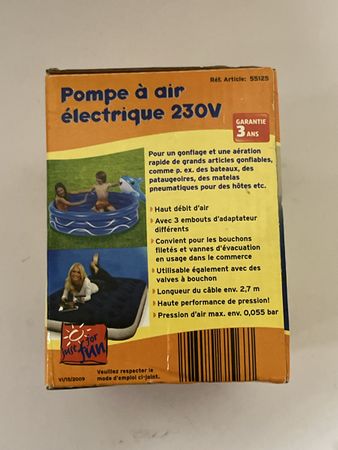 Réf. Article: 55125
Pompe à air
électrique 230V
GARANTIE
3 ANS
Pour un gonflage et une aération
rapide de grands articles gonflables,
comme p. ex. des bateaux, des
pataugeoires, des matelas
pneumatiques pour des hôtes etc.
Haut débit d'air
Avec 3 embouts d'adaptateur
différents
Convient pour les bouchons
filetés et vannes d'évacuation
en usage dans le commerce
Utilisable également avec des
valves à bouchon
Longueur du câble env. 2,7 m
Haute performance de pression!
Pression d'air max. env. 0,055 bar
just for
fun
Veuillez respecter le
mode d'emploi ci-joint.
VI/15/2009